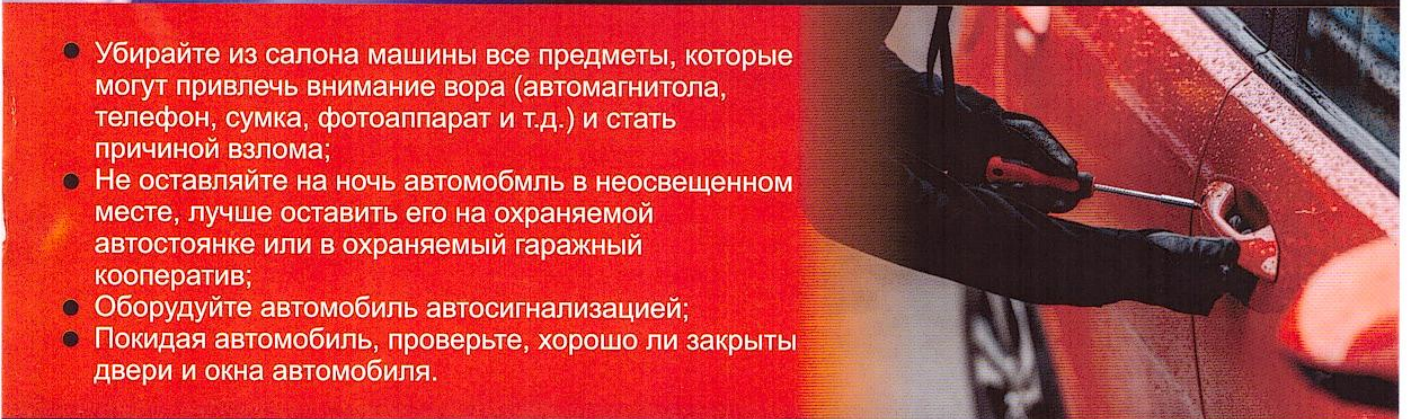 ● Убирайте из салона машины все предметы, которые
могут привлечь внимание вора (автомагнитола,
телефон, сумка, фотоаппарат и т.д.) и стать
причиной взлома;
● Не оставляйте на ночь автомобмль в неосвещенном
месте, лучше оставить его на охраняемой
автостоянке или в охраняемый гаражный
кооператив;
● Оборудуйте автомобиль автосигнализацией;
● Покидая автомобиль, проверьте, хорошо ли закрыты
двери и окна автомобиля.